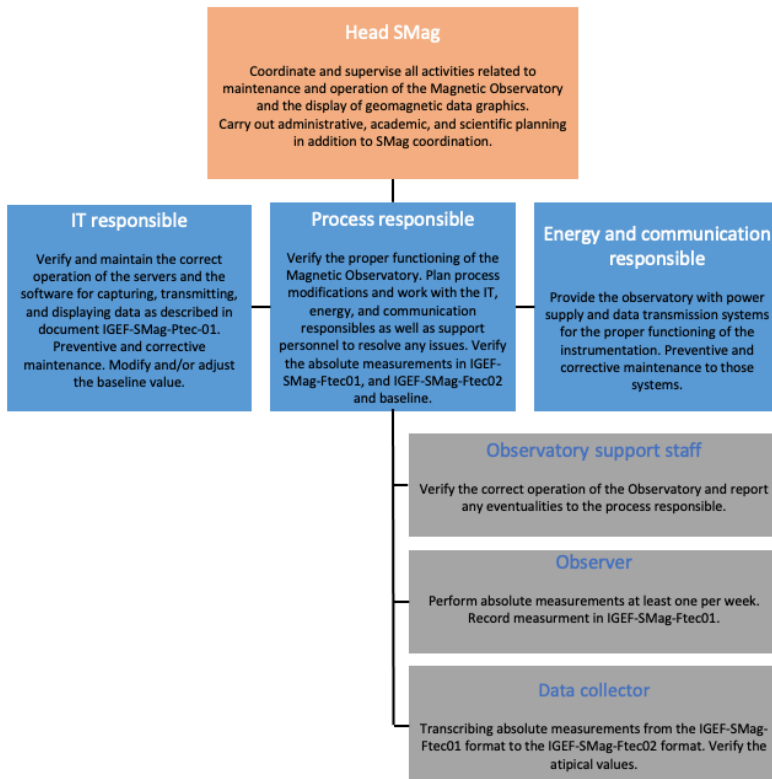 Head SMag
Coordinate and supervise all activities related to
maintenance and operation of the Magnetic Observatory
and the display of geomagnetic data graphics.
Carry out administrative, academic, and scientific planning
in addition to SMag coordination.
IT responsible
Verify and maintain the correct
operation of the servers and the
software for capturing, transmitting,
and displaying data as described in
document IGEF-SMag-Ptec-01.
Preventive and corrective
maintenance. Modify and/or adjust
the baseline value.
Process responsible
Verify the proper functioning of the
Magnetic Observatory. Plan process
modifications and work with the IT,
energy, and communication
responsibles as well as support
personnel to resolve any issues. Verify
the absolute measurements in IGEF-
SMag-Ftec01, and IGEF-SMag-Ftec02
and baseline.
Energy and communication
responsible
Provide the observatory with power
supply and data transmission systems
for the proper functioning of the
instrumentation. Preventive and
corrective maintenance to those
systems.
Observatory support staff
Verify the correct operation of the Observatory and report
any eventualities to the process responsible.
Observer
Perform absolute measurements at least one per week.
Record measurment in IGEF-SMag-Ftec01.
Data collector
Transcribing absolute measurements from the IGEF-SMag-
Ftec01 format to the IGEF-SMag-Ftec02 format. Verify the
atipical values.